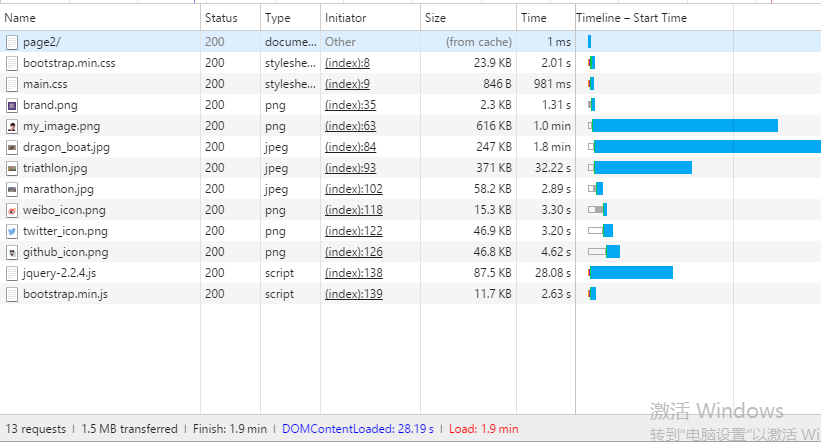 Name Status Type Initiator Size Time Timeline – Start Time
page2/ 200 docume... Other (from cache) 1 ms
bootstrap.min.css 200 styleshe... (index):8 23.9 KB 2.01 s
main.css 200 styleshe... (index):9 846 B 981 ms
brand.png 200 png (index):35 2.3 KB 1.31 s
my_image.png 200 png (index):63 616 KB 1.0 min
dragon_boat.jpg 200 jpeg (index):84 247 KB 1.8 min
triathlon.jpg 200 jpeg (index):93 371 KB 32.22 s
marathon.jpg 200 jpeg (index):102 58.2 KB 2.89 s
weibo_icon.png 200 png (index):118 15.3 KB 3.30 s
twitter_icon.png 200 png (index):122 46.9 KB 3.20 s
github_icon.png 200 png (index):126 46.8 KB 4.62 s
jquery-2.2.4.js 200 script (index):138 87.5 KB 28.08 s
bootstrap.min.js 200 script (index):139 11.7 KB 2.63 s
激活 Windows
转到“电脑设置”以激活 Wi
13 requests | 1.5 MB transferred | Finish: 1.9 min | DOMContentLoaded: 28.19 s | Load: 1.9 min